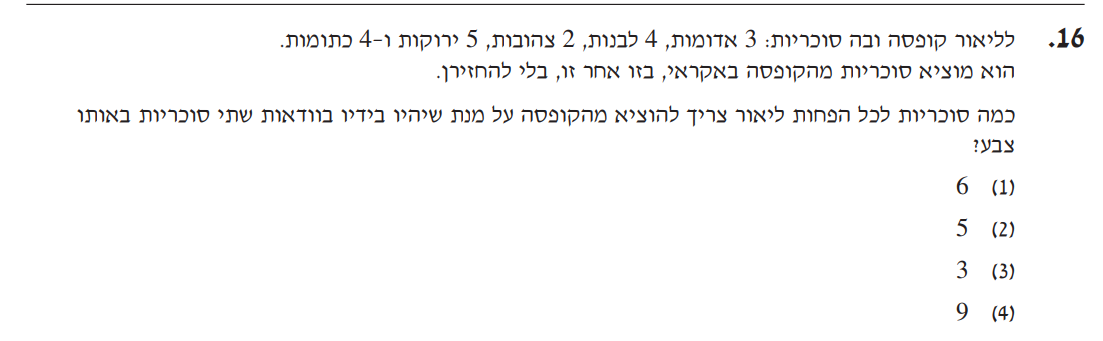 16. לליאור קופסה ובה סוכריות: 3 אדומות, 4 לבנות, 2 צהובות, 5 ירוקות ו-4 כתומות.
הוא מוציא סוכריות מהקופסה באקראי, בזו אחר זו, בלי להחזירן.
כמה סוכריות לכל הפחות ליאור צריך להוציא מהקופסה על מנת שיהיו בידיו בוודאות שתי סוכריות באותו
צבע?
(1) 6
(2) 5
(3) 3
(4) 9